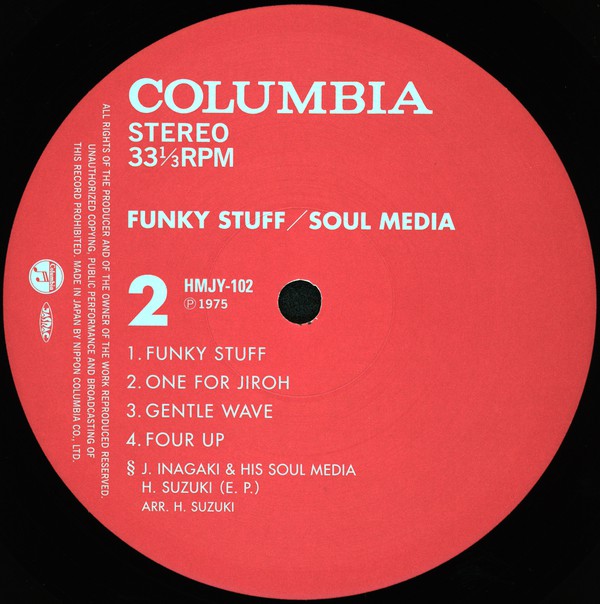 COLUMBIA
STEREO
33⅓RPM
FUNKY STUFF/SOUL MEDIA
2
HMJY-102
℗1975
1. FUNKY STUFF
2. ONE FOR JIROH
3. GENTLE WAVE
4. FOUR UP
§ J. INAGAKI & HIS SOUL MEDIA
H. SUZUKI (E. P.)
ARR. H. SUZUKI
ALL RIGHTS OF THE PRODUCER AND OF THE OWNER OF THE WORK REPRODUCED RESERVED.
UNAUTHORIZED COPYING, PUBLIC PERFORMANCE AND BROADCASTING OF
THIS RECORD PROHIBITED. MADE IN JAPAN BY NIPPON COLUMBIA CO., LTD.
Columbia
JASRAC